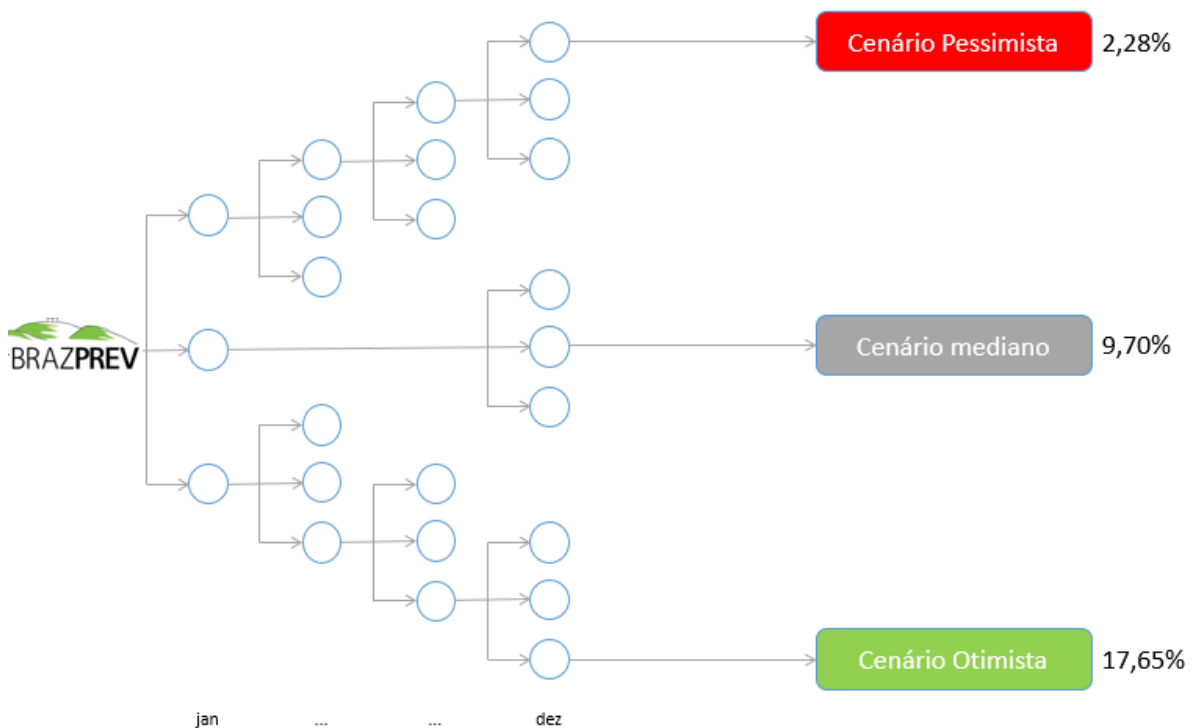 Cenário Pessimista 2,28%
BRAZPREV
Cenário mediano 9,70%
Cenário Otimista 17,65%
jan ... ... dez